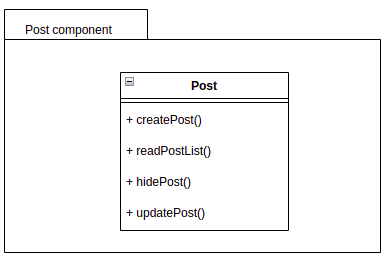 Post component
Post
+ createPost()
+ readPostList()
+ hidePost()
+ updatePost()